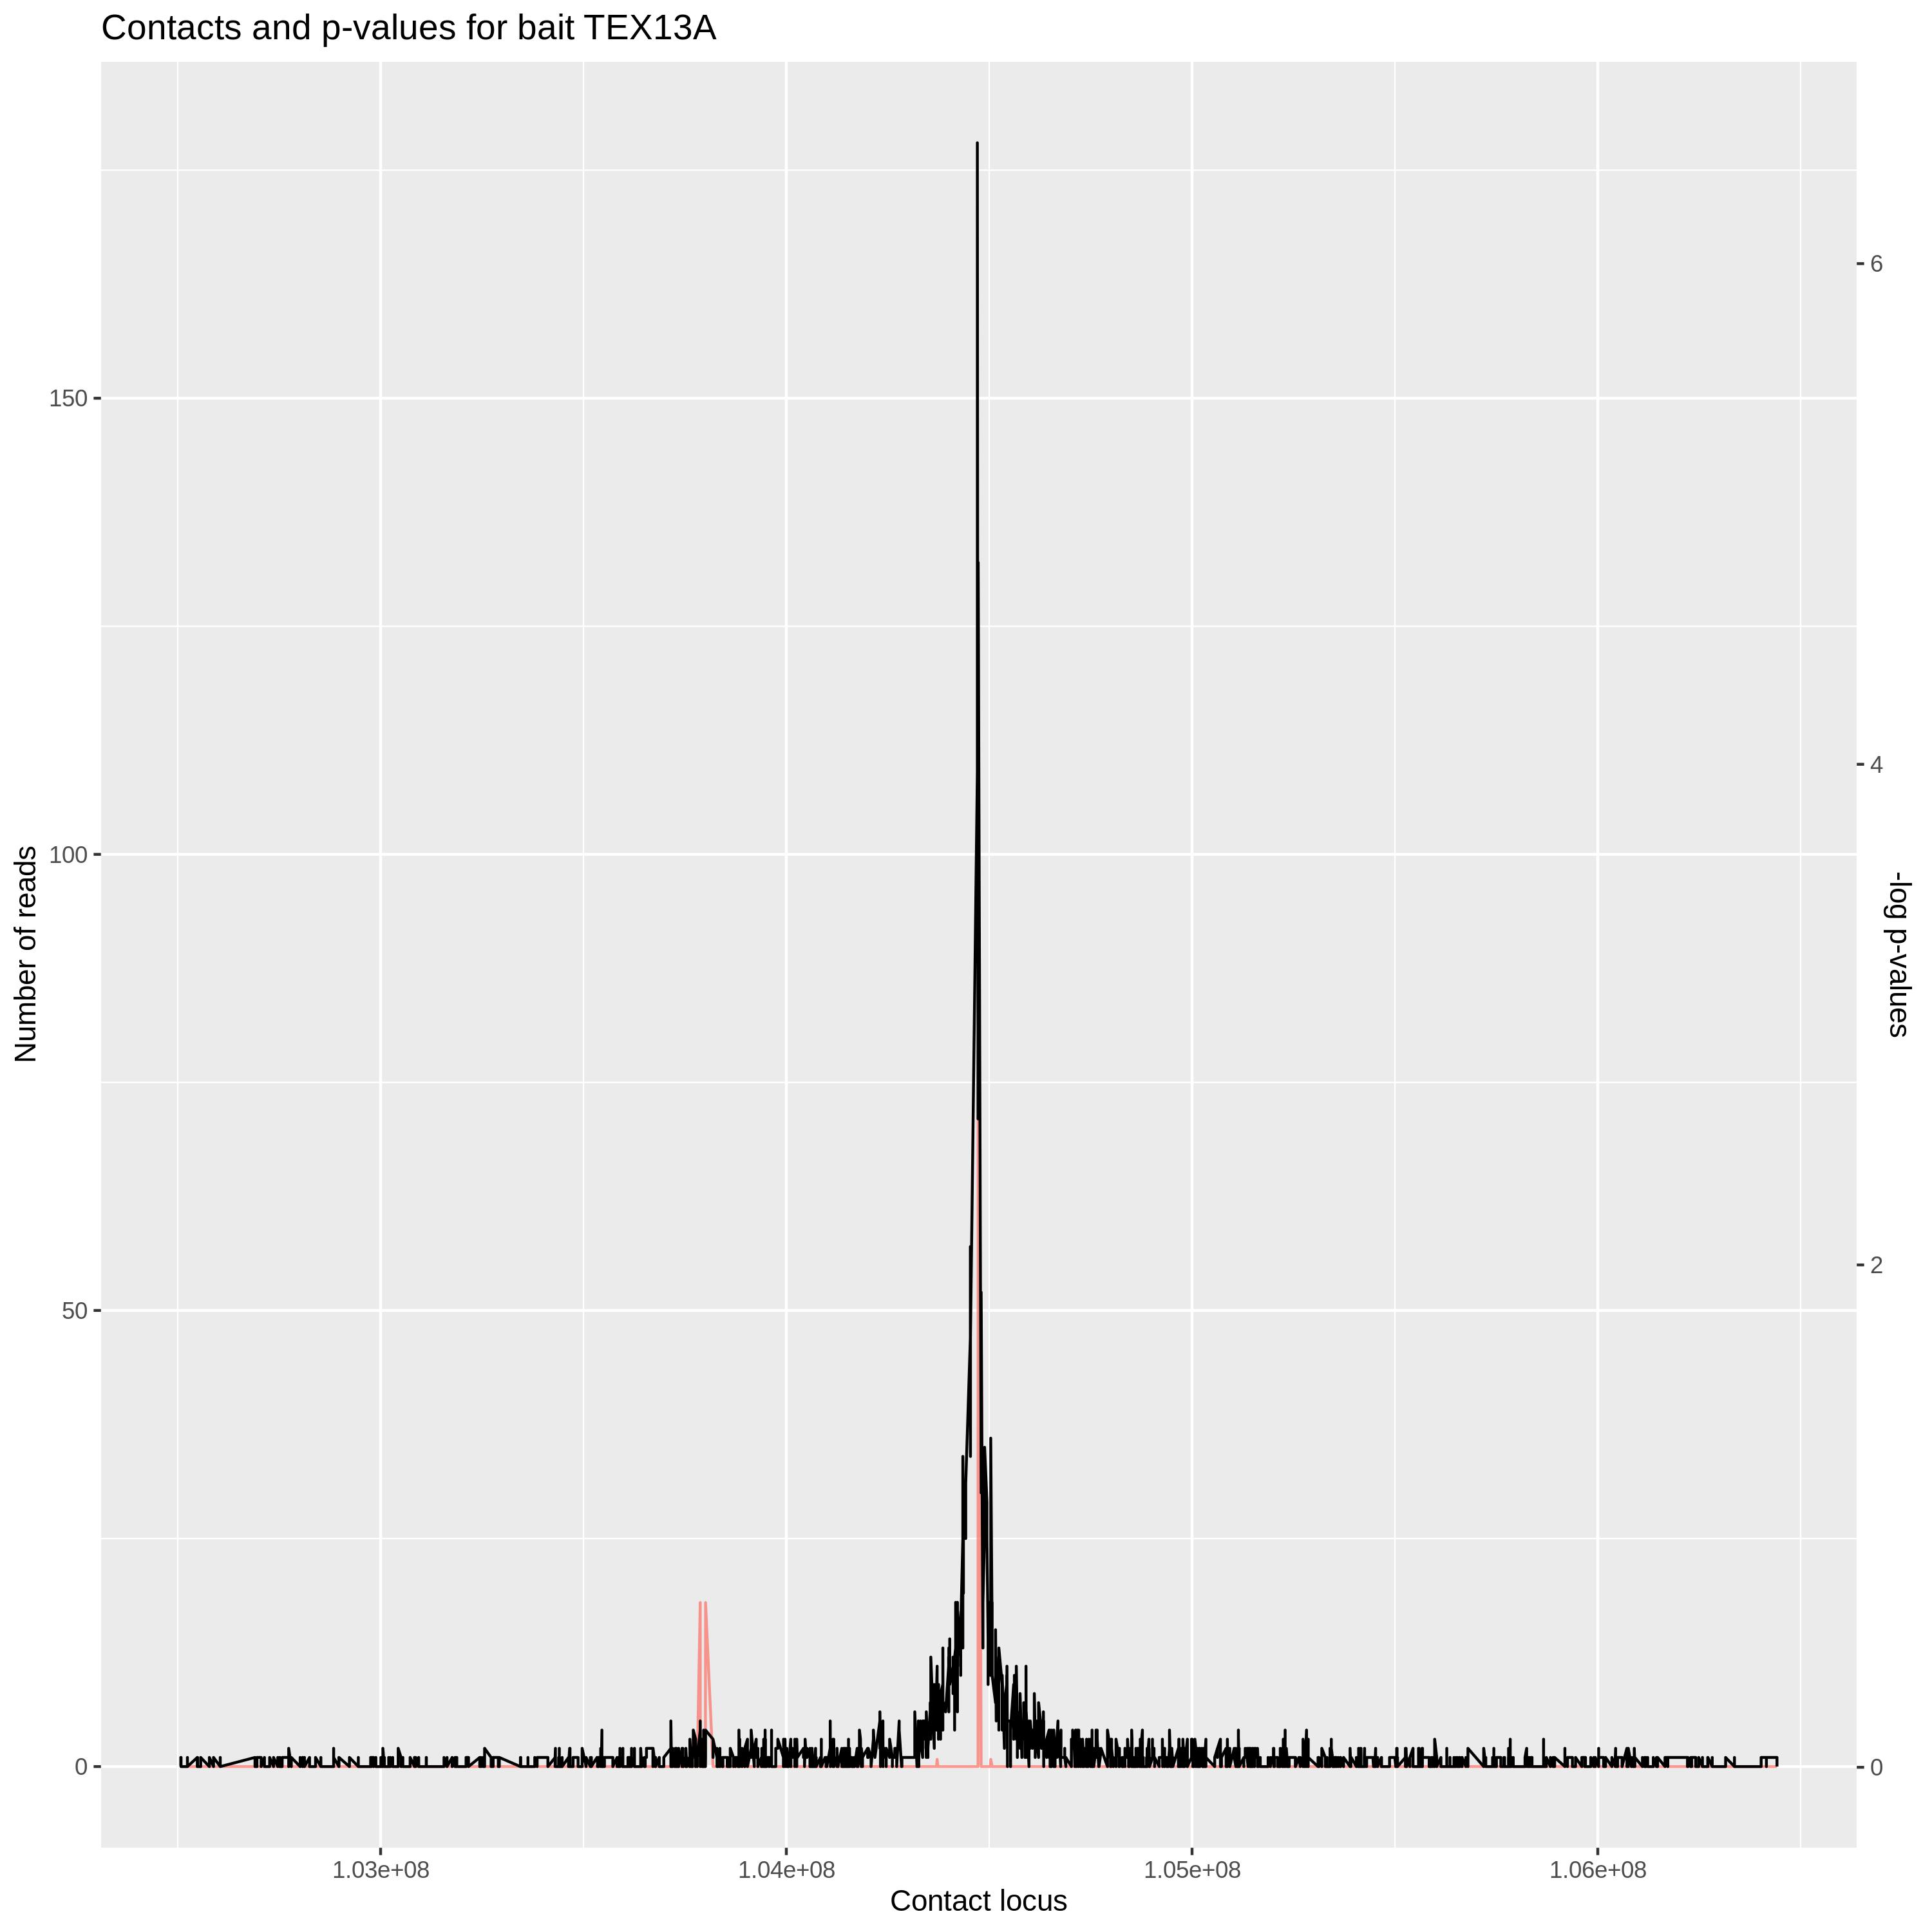 Contacts and p-values for bait TEX13A
150
100
50
0
Number of reads
6
4
2
0
-log p-values
1.03e+08
1.04e+08
1.05e+08
1.06e+08
Contact locus